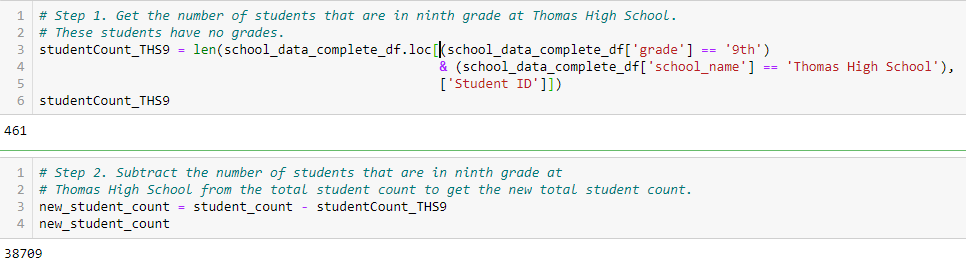 1 # Step 1. Get the number of students that are in ninth grade at Thomas High School.
2 # These students have no grades.
3 studentCount_THS9 = len(school_data_complete_df.loc[(school_data_complete_df['grade'] == '9th')
4 & (school_data_complete_df['school_name'] == 'Thomas High School'),
5 ['Student ID']])
6 studentCount_THS9
461
1 # Step 2. Subtract the number of students that are in ninth grade at
2 # Thomas High School from the total student count to get the new total student count.
3 new_student_count = student_count - studentCount_THS9
4 new_student_count
38709